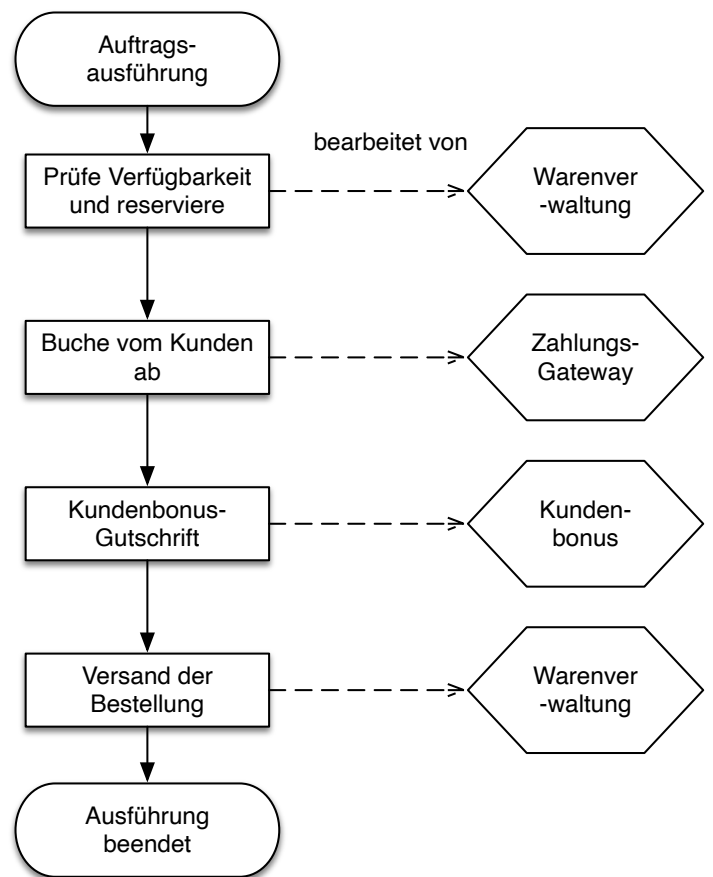 Auftrags-
ausführung
bearbeitet von
Prüfe Verfügbarkeit
und reserviere
Warenver
-waltung
Buche vom Kunden
ab
Zahlungs-
Gateway
Kundenbonus-
Gutschrift
Kunden-
bonus
Versand der
Bestellung
Warenver
-waltung
Ausführung
beendet